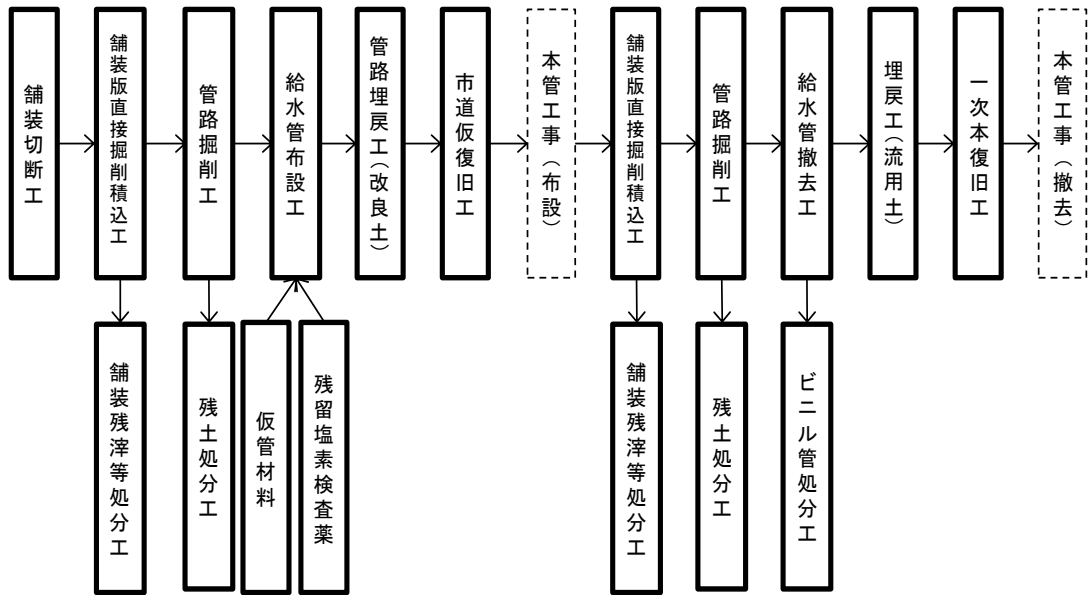 舗装切断工
舗装版直接掘削積込工
管路掘削工
給水管布設工
管路埋戻工（改良土）
市道仮復旧工
本管工事（布設）
舗装版直接掘削積込工
管路掘削工
給水管撤去工
埋戻工（流用土）
一次本復旧工
本管工事（撤去）
舗装残滓等処分工
残土処分工
仮管材料
残留塩素検査薬
舗装残滓等処分工
残土処分工
ビニル管処分工